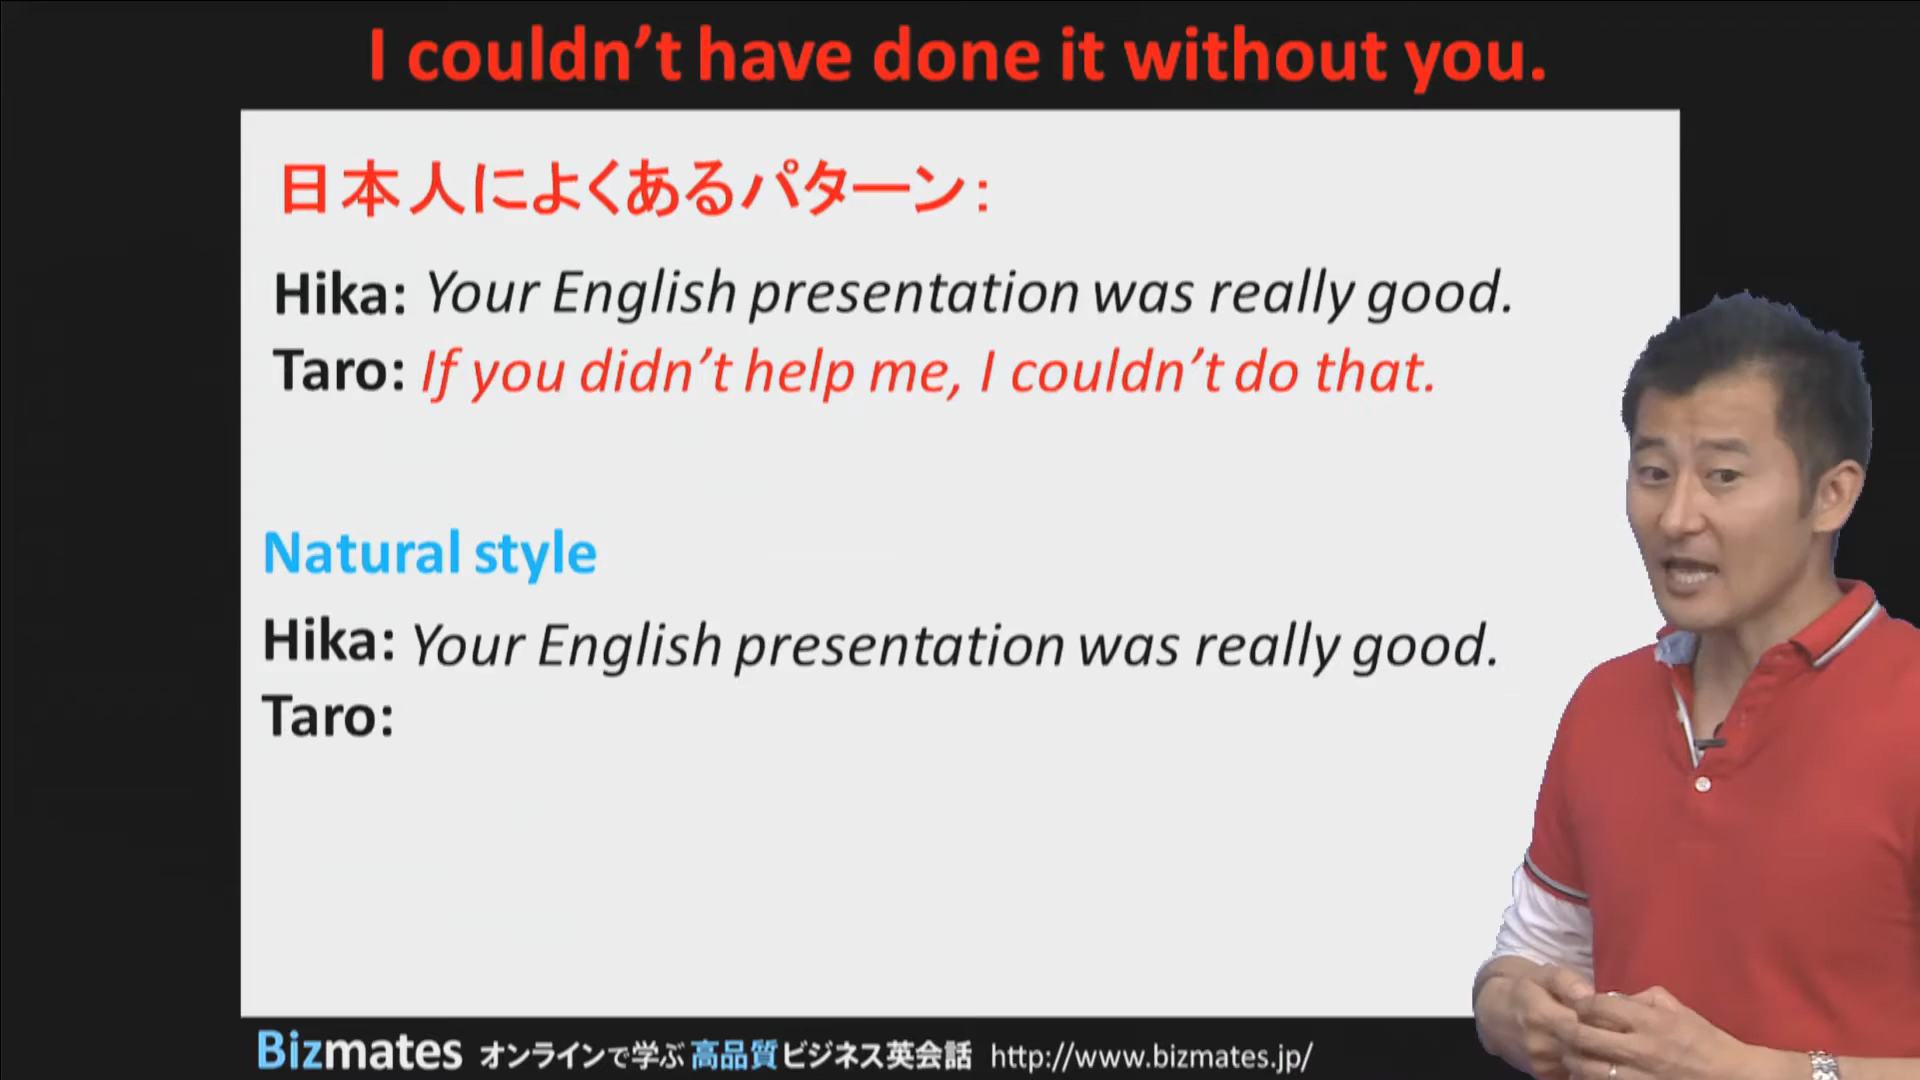 I couldn’t have done it without you.
日本人によくあるパターン：
Hika: Your English presentation was really good.
Taro: If you didn’t help me, I couldn’t do that.
Natural style
Hika: Your English presentation was really good.
Taro:
Bizmates オンラインで学ぶ 高品質ビジネス英会話 http://www.bizmates.jp/